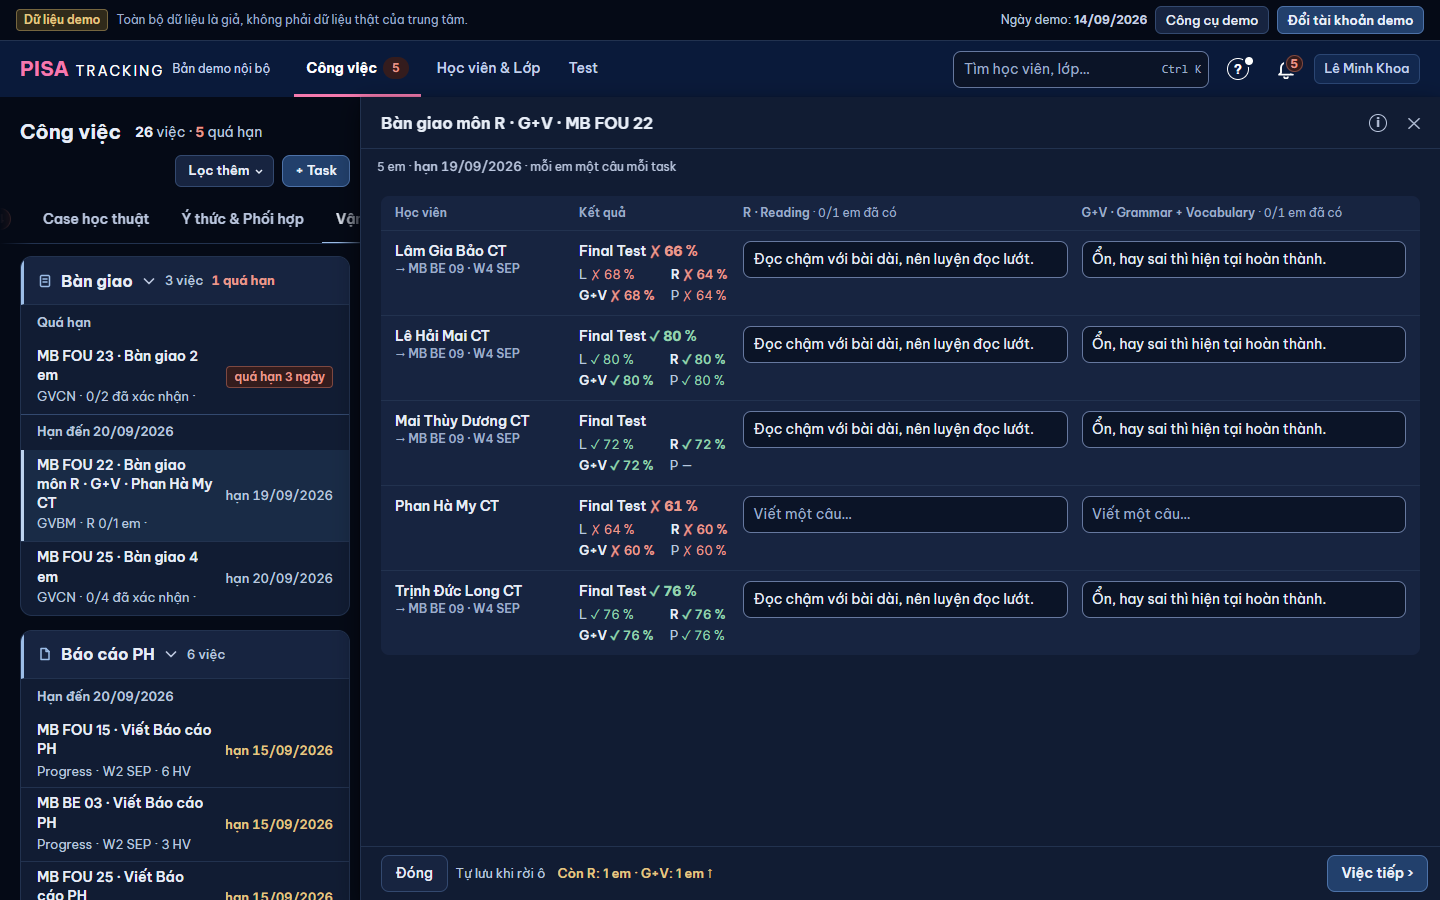 Dữ liệu demo Toàn bộ dữ liệu là giả, không phải dữ liệu thật của trung tâm. Ngày demo: 14/09/2026 Công cụ demo Đổi tài khoản demo
PISA TRACKING Bản demo nội bộ Công việc 5 Học viên & Lớp Test Tìm học viên, lớp... Ctrl K ? 5 Lê Minh Khoa
Công việc 26 việc · 5 quá hạn
Lọc thêm + Task
Case học thuật Ý thức & Phối hợp
Bàn giao 3 việc 1 quá hạn
Quá hạn
MB FOU 23 · Bàn giao 2
em
quá hạn 3 ngày
GVCN · 0/2 đã xác nhận ·
Hạn đến 20/09/2026
MB FOU 22 · Bàn giao
môn R · G+V · Phan Hà My
CT
hạn 19/09/2026
GVBM · R 0/1 em ·
MB FOU 25 · Bàn giao 4
em
hạn 20/09/2026
GVCN · 0/4 đã xác nhận ·
Báo cáo PH 6 việc
Hạn đến 20/09/2026
MB FOU 15 · Viết Báo cáo
PH
hạn 15/09/2026
Progress · W2 SEP · 6 HV
MB BE 03 · Viết Báo cáo
PH
hạn 15/09/2026
Progress · W2 SEP · 3 HV
MB FOU 25 · Viết Báo
cáo PH
hạn 15/09/2026
Bàn giao môn R · G+V · MB FOU 22
5 em · hạn 19/09/2026 · mỗi em một câu mỗi task
Học viên Kết quả R · Reading · 0/1 em đã có G+V · Grammar + Vocabulary · 0/1 em đã có
Lâm Gia Bảo CT Final Test ✗ 66 % Đọc chậm với bài dài, nên luyện đọc lướt. Ổn, hay sai thì hiện tại hoàn thành.
→ MB BE 09 · W4 SEP L ✗ 68 % R ✗ 64 %
G+V ✗ 68 % P ✗ 64 %
Lê Hải Mai CT Final Test ✓ 80 % Đọc chậm với bài dài, nên luyện đọc lướt. Ổn, hay sai thì hiện tại hoàn thành.
→ MB BE 09 · W4 SEP L ✓ 80 % R ✓ 80 %
G+V ✓ 80 % P ✓ 80 %
Mai Thùy Dương CT Final Test Đọc chậm với bài dài, nên luyện đọc lướt. Ổn, hay sai thì hiện tại hoàn thành.
→ MB BE 09 · W4 SEP L ✓ 72 % R ✓ 72 %
G+V ✓ 72 % P —
Phan Hà My CT Final Test ✗ 61 % Viết một câu... Viết một câu...
L ✗ 64 % R ✗ 60 %
G+V ✗ 60 % P ✗ 60 %
Trịnh Đức Long CT Final Test ✓ 76 % Đọc chậm với bài dài, nên luyện đọc lướt. Ổn, hay sai thì hiện tại hoàn thành.
→ MB BE 09 · W4 SEP L ✓ 76 % R ✓ 76 %
G+V ✓ 76 % P ✓ 76 %
Đóng Tự lưu khi rời ô Còn R: 1 em · G+V: 1 em ↑ Việc tiếp ›